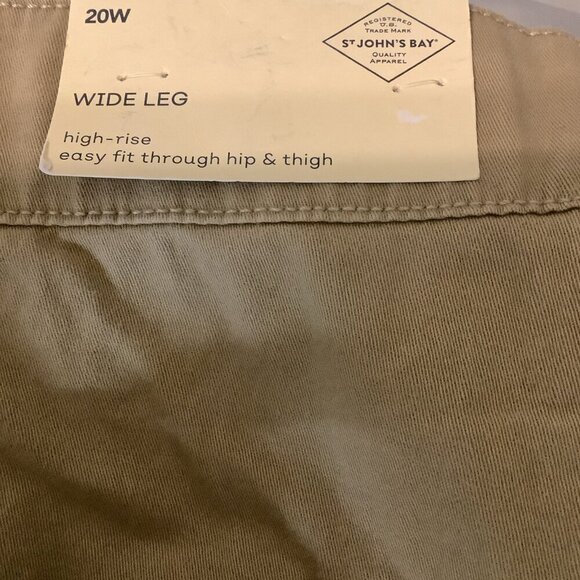 20W
REGISTERED
U.S.
TRADE MARK
ST JOHN'S BAY
QUALITY
APPAREL
WIDE LEG
high-rise
easy fit through hip & thigh